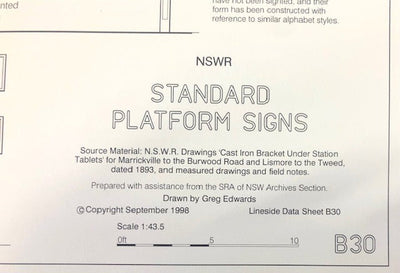 nted
have not been sighted, and their
form has been constructed with
reference to similar alphabet styles.
NSWR
STANDARD
PLATFORM SIGNS
Source Material: N.S.W.R. Drawings 'Cast Iron Bracket Under Station
Tablets' for Marrickville to the Burwood Road and Lismore to the Tweed,
dated 1893, and measured drawings and field notes.
Prepared with assistance from the SRA of NSW Archives Section.
Drawn by Greg Edwards
©Copyright September 1998 Lineside Data Sheet B30
Scale 1:43.5
0ft 5 10
B30